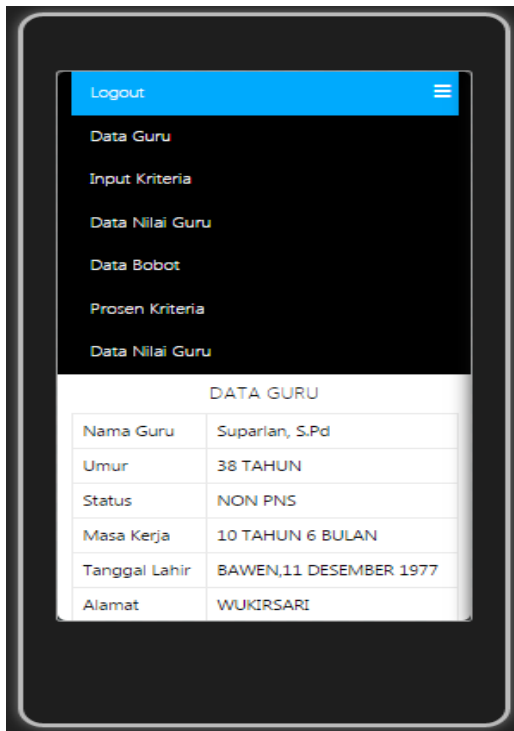 Logout
Data Guru
Input Kriteria
Data Nilai Guru
Data Bobot
Prosen Kriteria
Data Nilai Guru
DATA GURU
Nama Guru Suparlan, S.Pd
Umur 38 TAHUN
Status NON PNS
Masa Kerja 10 TAHUN 6 BULAN
Tanggal Lahir BAWEN,11 DESEMBER 1977
Alamat WUKIRSARI